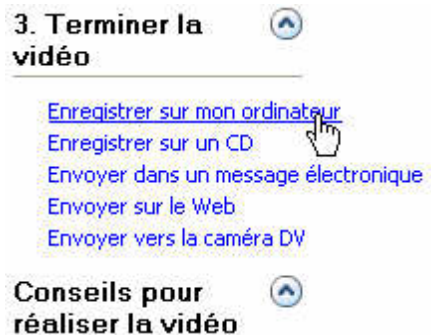 3. Terminer la
vidéo
Enregistrer sur mon ordinateur
Enregistrer sur un CD
Envoyer dans un message électronique
Envoyer sur le Web
Envoyer vers la caméra DV
Conseils pour
réaliser la vidéo